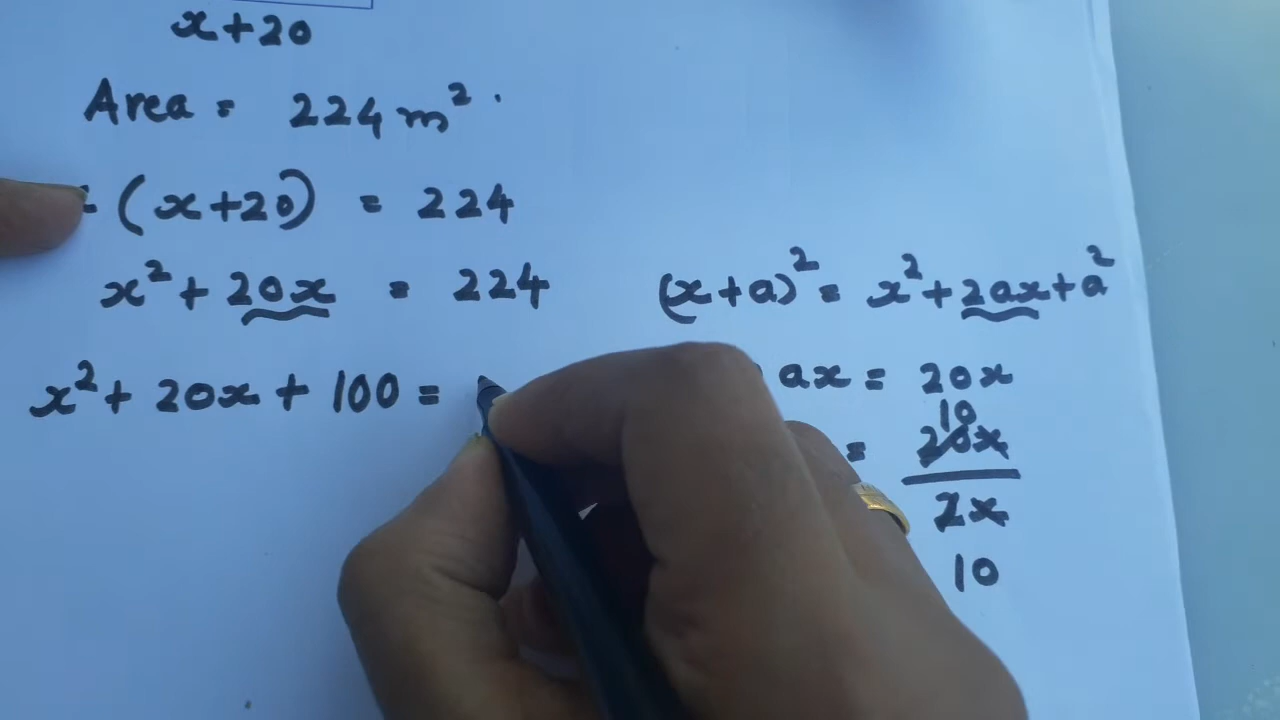 x+20
Area = 224 m².
(x+20) = 224
x² + 20x = 224
(x+a)² = x² + 2ax + a²
x² + 20x + 100 =
ax = 20x
10
= 20x
2x
10